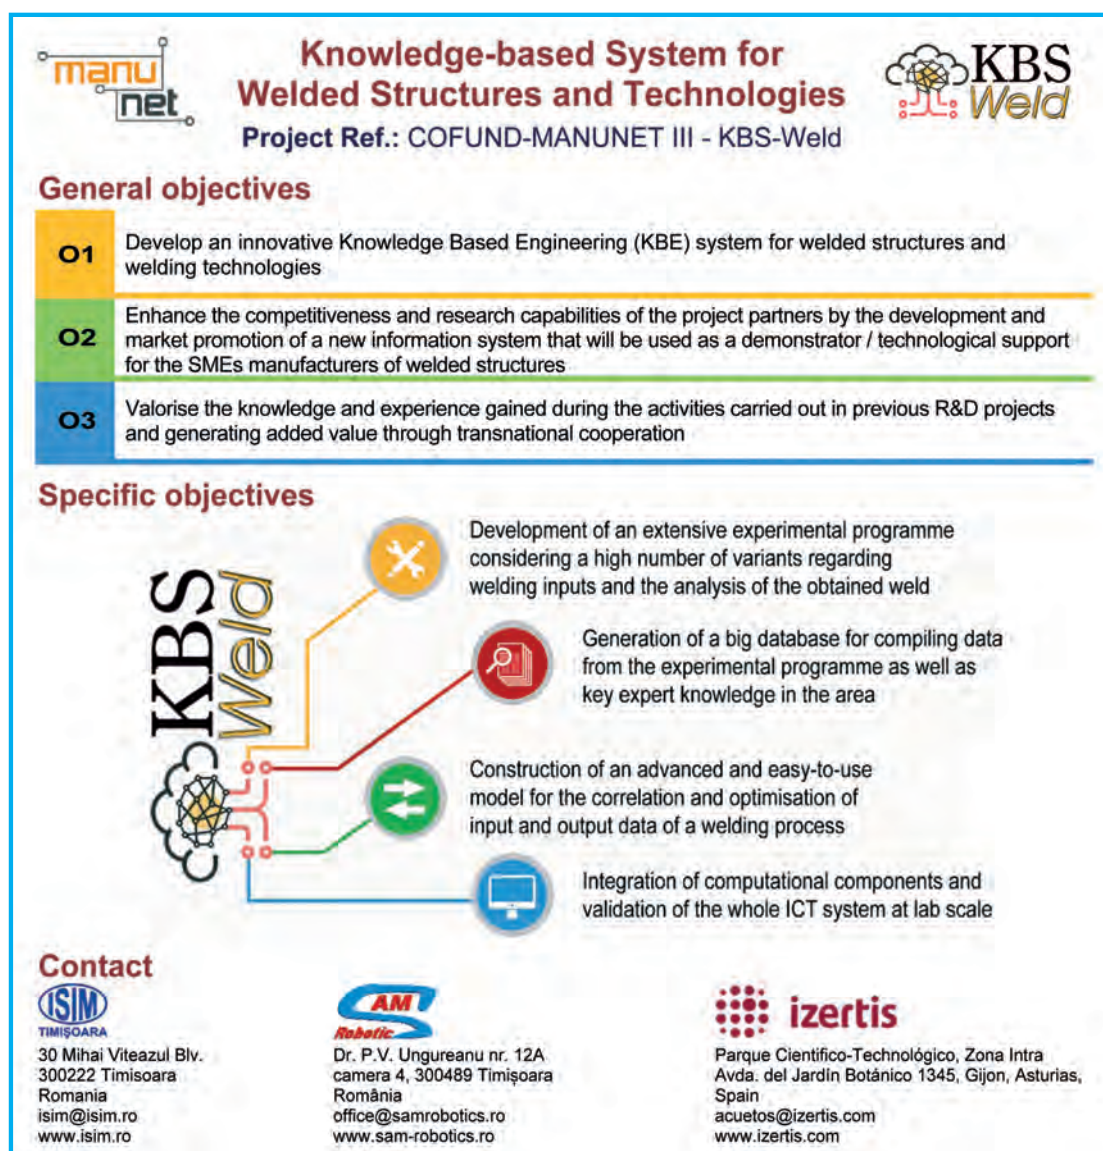 manu
net
Knowledge-based System for
Welded Structures and Technologies
Project Ref.: COFUND-MANUNET III - KBS-Weld
KBS
Weld
General objectives
O1
Develop an innovative Knowledge Based Engineering (KBE) system for welded structures and
welding technologies
O2
Enhance the competitiveness and research capabilities of the project partners by the development and
market promotion of a new information system that will be used as a demonstrator / technological support
for the SMEs manufacturers of welded structures
O3
Valorise the knowledge and experience gained during the activities carried out in previous R&D projects
and generating added value through transnational cooperation
Specific objectives
KBS
Weld
Development of an extensive experimental programme
considering a high number of variants regarding
welding inputs and the analysis of the obtained weld
Generation of a big database for compiling data
from the experimental programme as well as
key expert knowledge in the area
Construction of an advanced and easy-to-use
model for the correlation and optimisation of
input and output data of a welding process
Integration of computational components and
validation of the whole ICT system at lab scale
Contact
ISIM
TIMIŞOARA
30 Mihai Viteazul Blv.
300222 Timisoara
Romania
isim@isim.ro
www.isim.ro
SAM
Robotic
Dr. P.V. Ungureanu nr. 12A
camera 4, 300489 Timişoara
România
office@samrobotics.ro
www.sam-robotics.ro
izertis
Parque Cientifico-Technológico, Zona Intra
Avda. del Jardín Botánico 1345, Gijon, Asturias,
Spain
acuetos@izertis.com
www.izertis.com